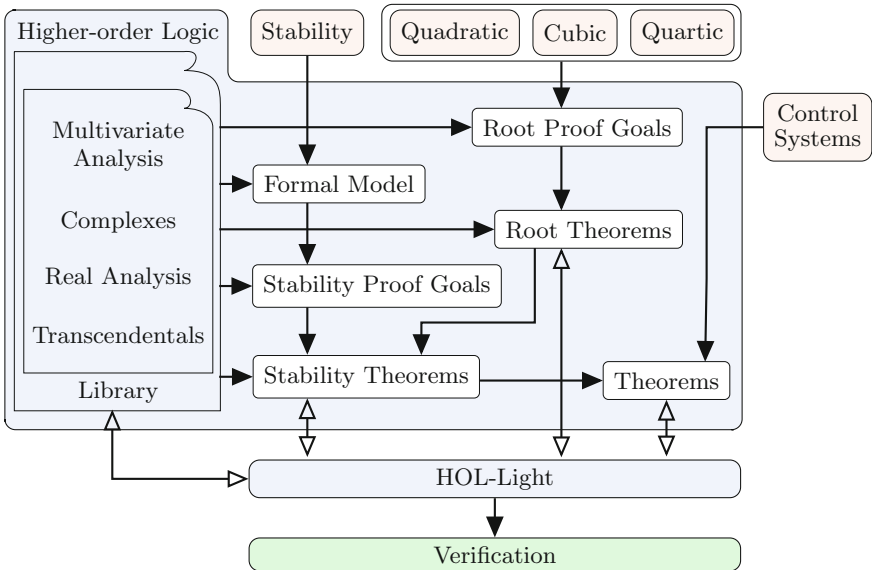 Higher-order Logic
Stability
Quadratic
Cubic
Quartic
Control
Systems
Multivariate
Analysis
Root Proof Goals
Formal Model
Complexes
Root Theorems
Real Analysis
Stability Proof Goals
Transcendentals
Stability Theorems
Theorems
Library
HOL-Light
Verification